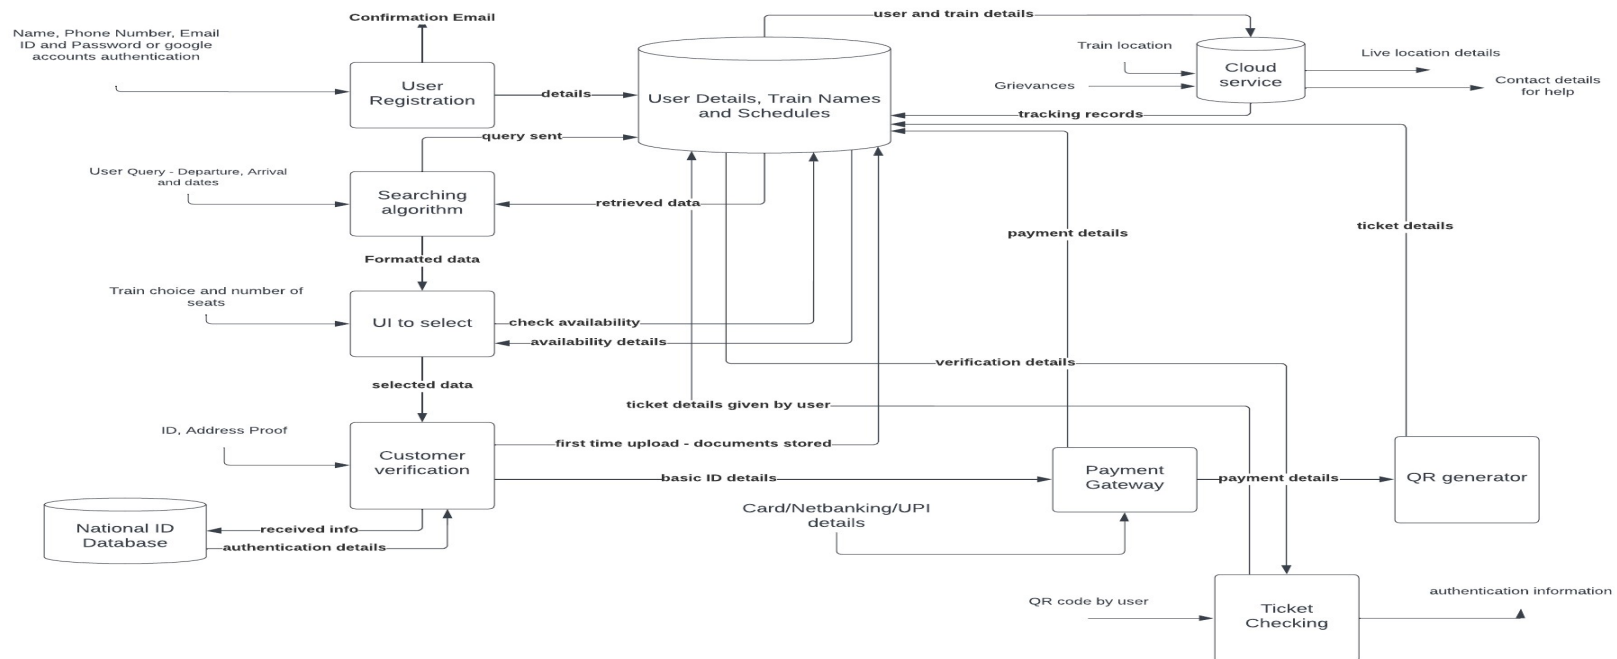 Confirmation Email
user and train details
Name, Phone Number, Email
ID and Password or google
accounts authentication
User
Registration
details
User Details, Train Names
and Schedules
Train location
Grievances
Cloud
service
Live location details
Contact details
for help
tracking records
query sent
User Query - Departure, Arrival
and dates
Searching
algorithm
retrieved data
payment details
ticket details
Formatted data
Train choice and number of
seats
UI to select
check availability
availability details
verification details
selected data
ticket details given by user
ID, Address Proof
Customer
verification
first time upload - documents stored
basic ID details
Payment
Gateway
payment details
QR generator
Card/Netbanking/UPI
details
National ID
Database
received info
authentication details
QR code by user
Ticket
Checking
authentication information